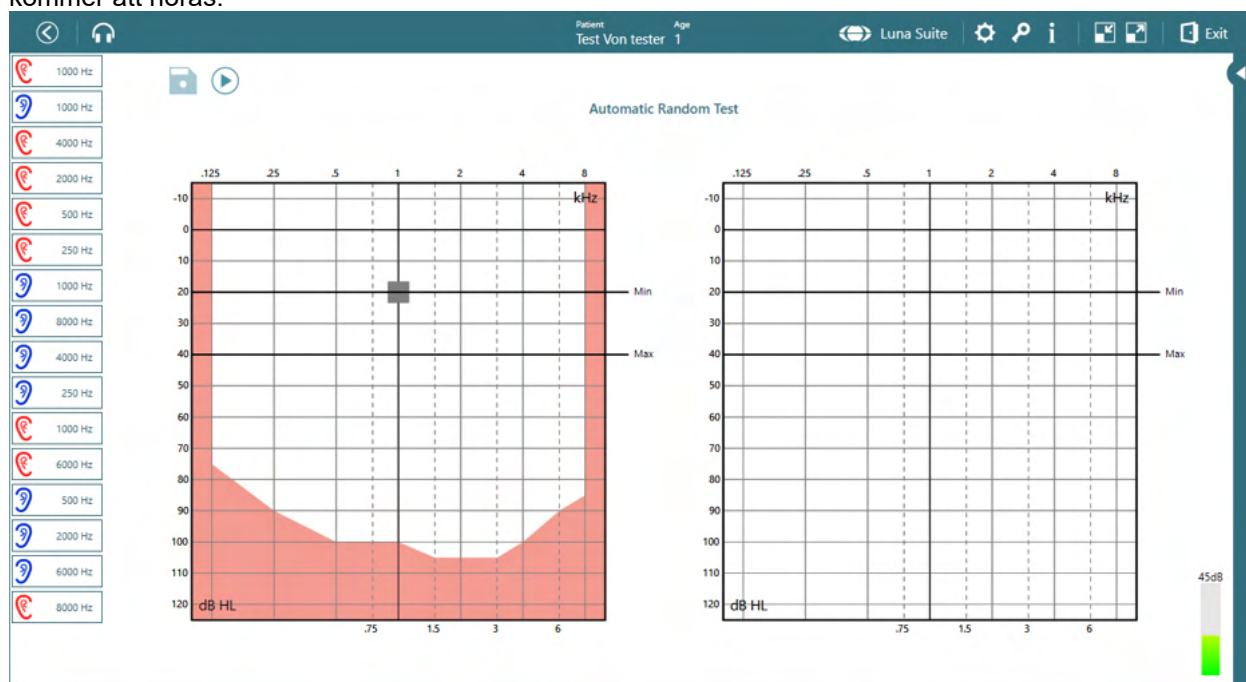 kommer att höras.
Patient Age
Test Von tester 1
Luna Suite
Exit
1000 Hz
1000 Hz
4000 Hz
2000 Hz
500 Hz
250 Hz
1000 Hz
8000 Hz
4000 Hz
250 Hz
1000 Hz
6000 Hz
500 Hz
2000 Hz
6000 Hz
8000 Hz
Automatic Random Test
.125 .25 .5 1 2 4 8
kHz
-10
0
10
20
30
40
50
60
70
80
90
100
110
120
Min
Max
dB HL
.75 1.5 3 6
.125 .25 .5 1 2 4 8
kHz
-10
0
10
20
30
40
50
60
70
80
90
100
110
120
Min
Max
dB HL
.75 1.5 3 6
45dB